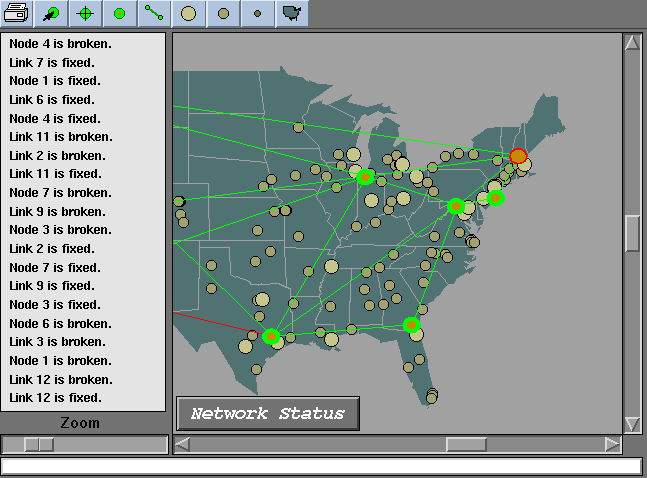 Node 4 is broken.
Link 7 is fixed.
Node 1 is fixed.
Link 6 is fixed.
Node 4 is fixed.
Link 11 is broken.
Link 2 is broken.
Link 11 is fixed.
Node 7 is broken.
Link 9 is broken.
Node 3 is broken.
Link 2 is fixed.
Node 7 is fixed.
Link 9 is fixed.
Node 3 is fixed.
Node 6 is broken.
Link 3 is broken.
Node 1 is broken.
Link 12 is broken.
Link 12 is fixed.
Zoom
Network Status